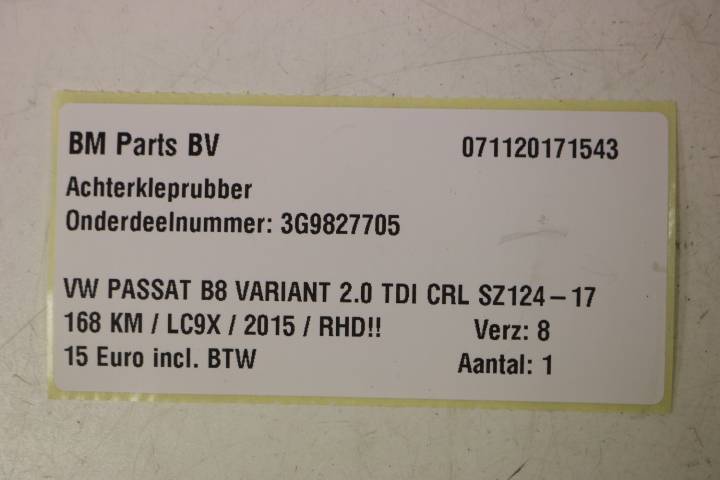 BM Parts BV 071120171543
Achterkleprubber
Onderdeelnummer: 3G9827705
VW PASSAT B8 VARIANT 2.0 TDI CRL SZ124-17
168 KM / LC9X / 2015 / RHD!! Verz: 8
15 Euro incl. BTW Aantal: 1